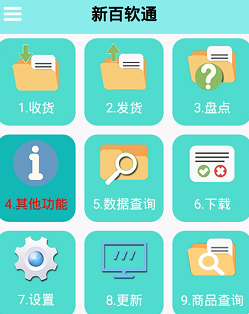 新百软通
1.收货
2.发货
3.盘点
4.其他功能
5.数据查询
6.下载
7.设置
8.更新
9.商品查询